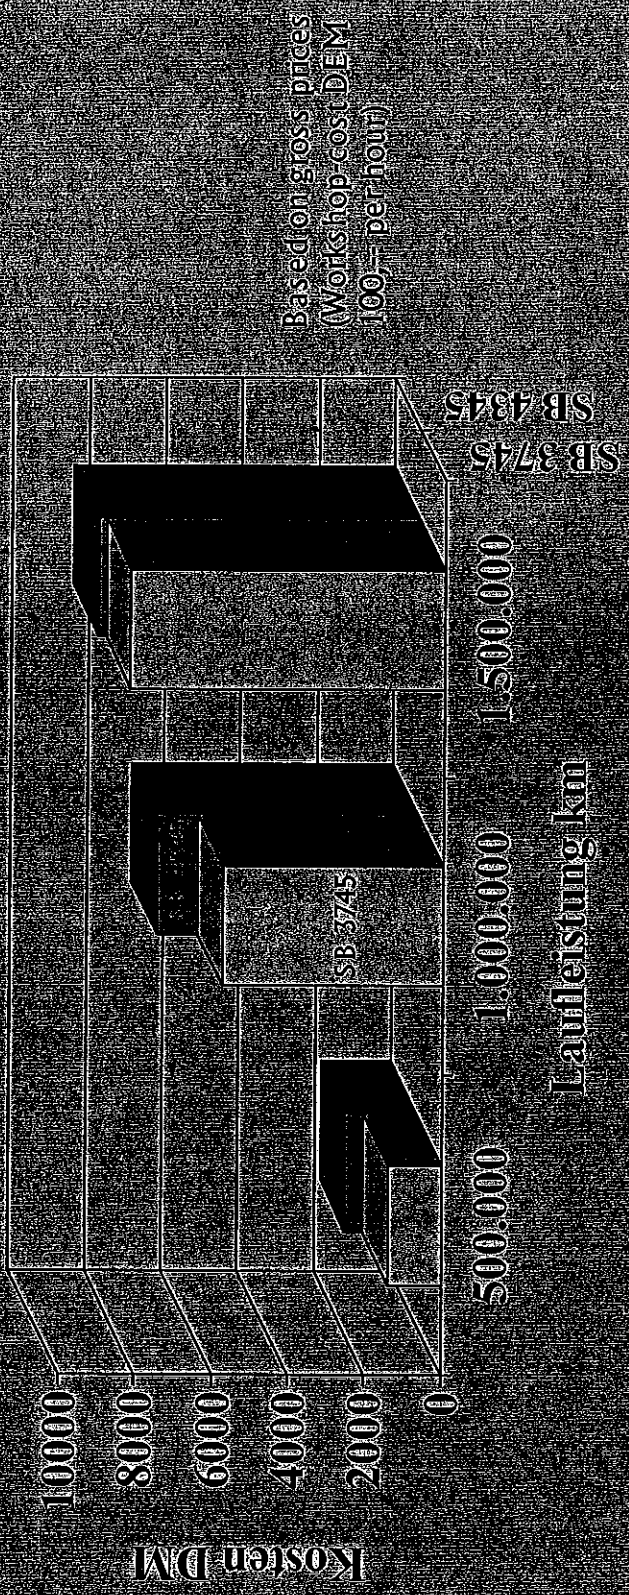 Kosten DM
10000
8000
6000
4000
2000
0
500.000
1.000.000
1.500.000
Laufleistung km
SB 3745
SB 3745
SB 4345
Based on gross prices
(Workshop cost DEM
100,-- per hour)